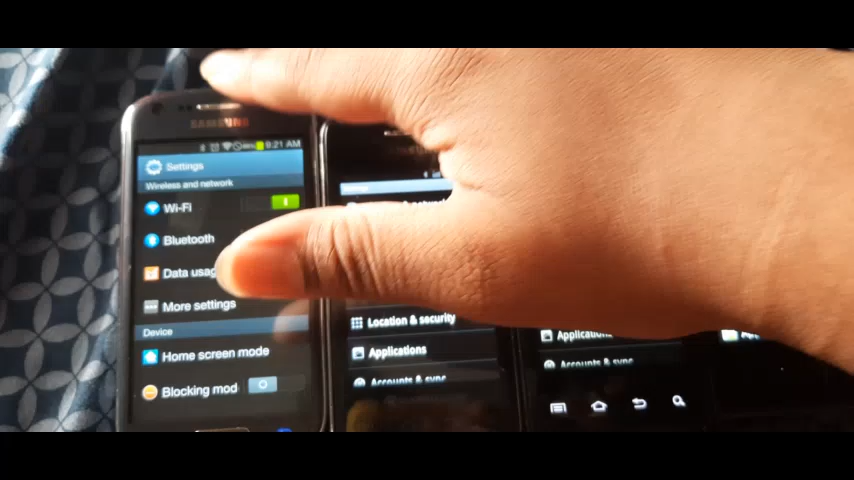 SAMSUNG
9:21 AM
Settings
Wireless and network
Wi-Fi
Bluetooth
Data usag
More settings
Device
Home screen mode
Blocking mod
Location & security
Applications
Accounts & sync
Applications
Accounts & sync